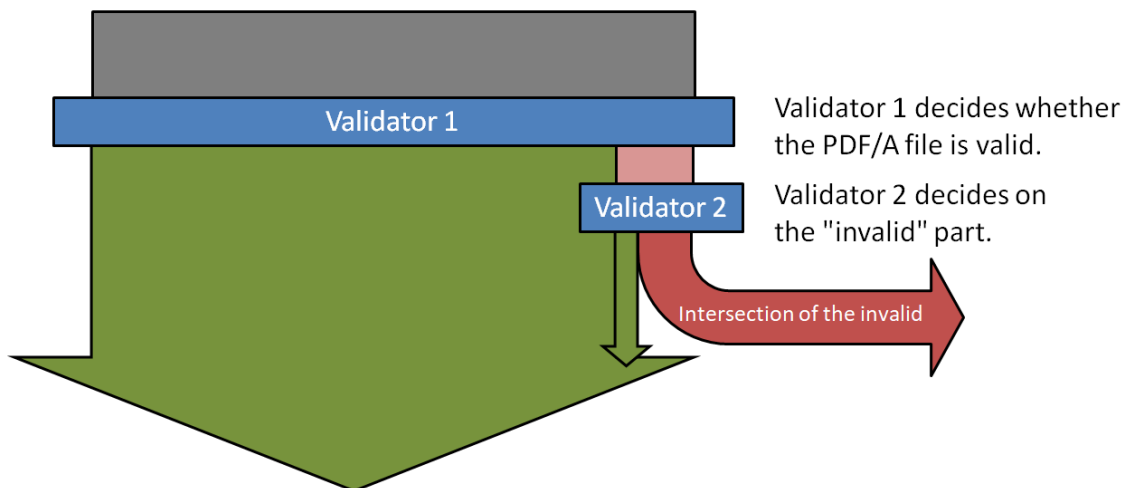 Validator 1
Validator 1 decides whether
the PDF/A file is valid.
Validator 2
Validator 2 decides on
the "invalid" part.
Intersection of the invalid